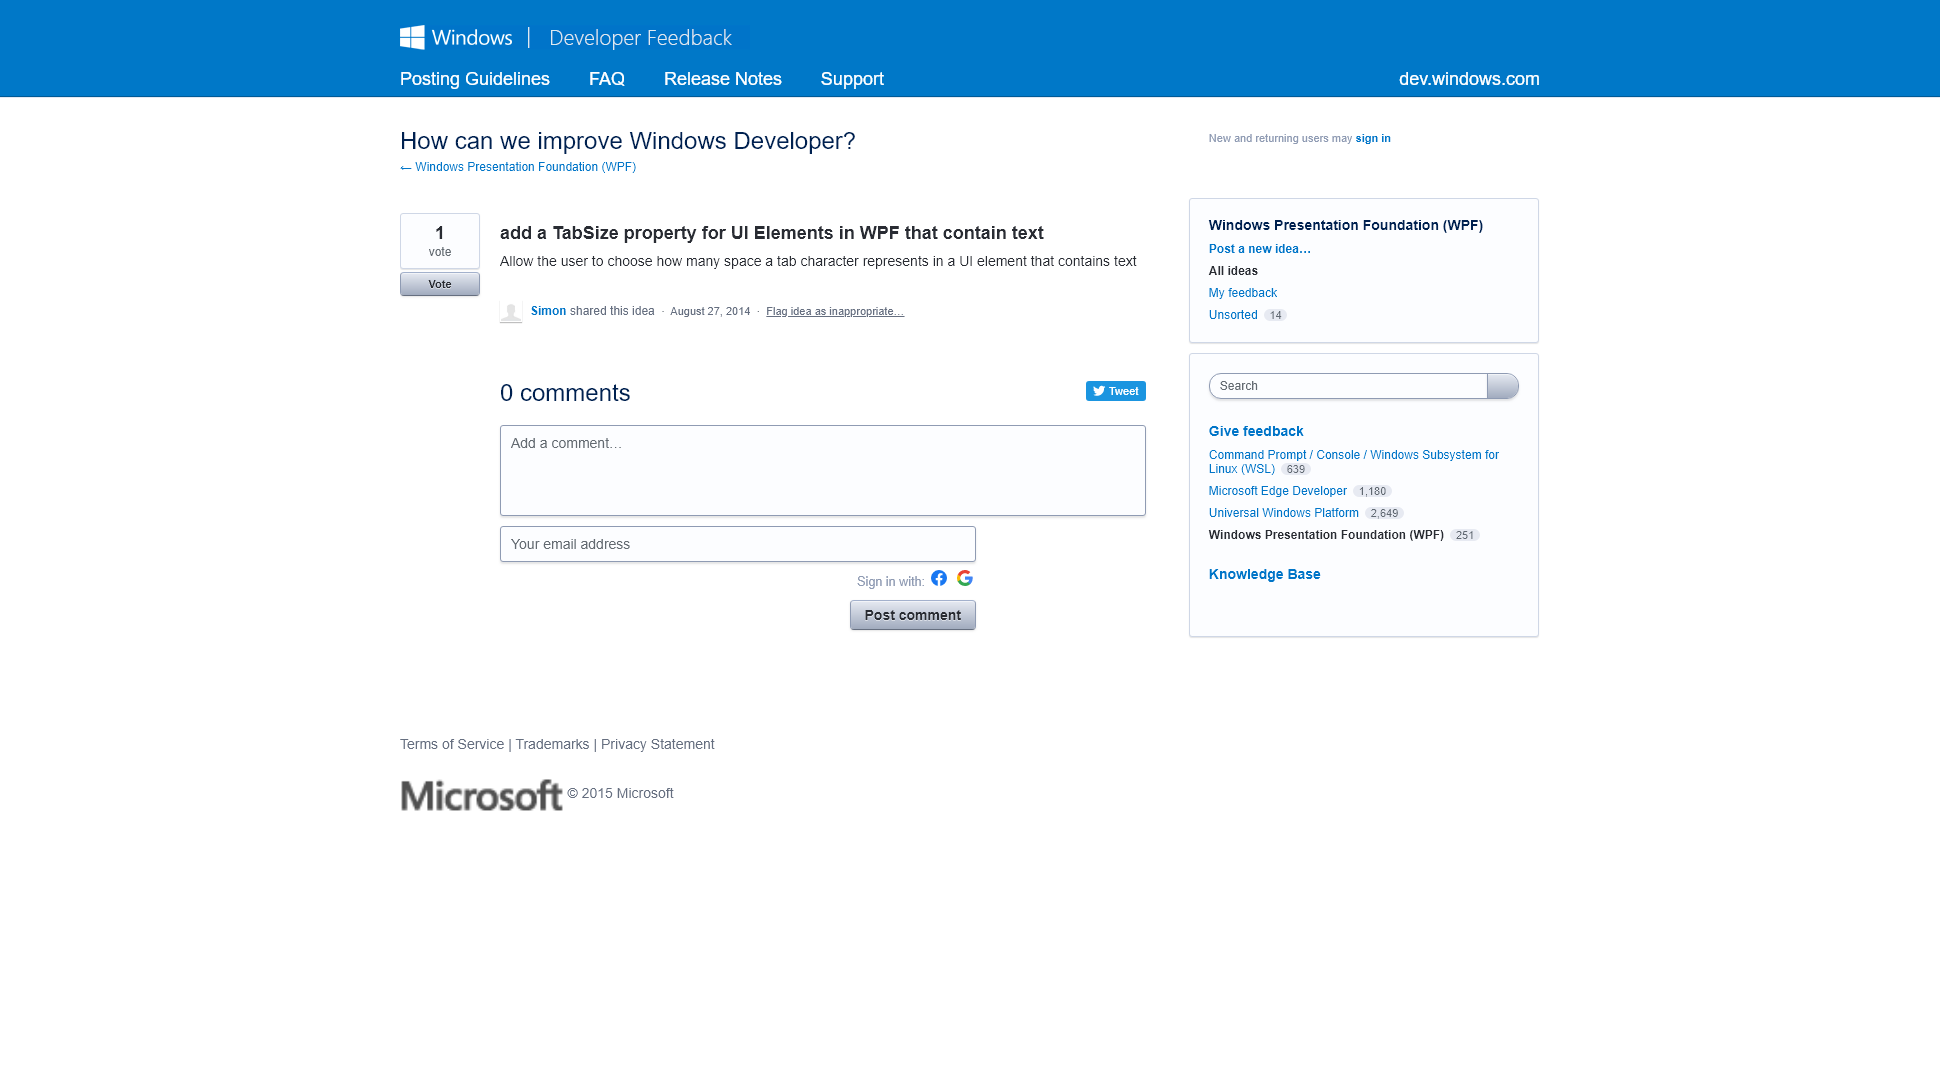 Windows | Developer Feedback
Posting Guidelines FAQ Release Notes Support dev.windows.com
How can we improve Windows Developer?
← Windows Presentation Foundation (WPF)
New and returning users may sign in
1
vote
Vote
add a TabSize property for UI Elements in WPF that contain text
Allow the user to choose how many space a tab character represents in a UI element that contains text
Simon shared this idea · August 27, 2014 · Flag idea as inappropriate…
0 comments
Tweet
Add a comment…
Your email address
Sign in with:
Post comment
Windows Presentation Foundation (WPF)
Post a new idea…
All ideas
My feedback
Unsorted 14
Search
Give feedback
Command Prompt / Console / Windows Subsystem for
Linux (WSL) 639
Microsoft Edge Developer 1,180
Universal Windows Platform 2,649
Windows Presentation Foundation (WPF) 251
Knowledge Base
Terms of Service | Trademarks | Privacy Statement
Microsoft © 2015 Microsoft